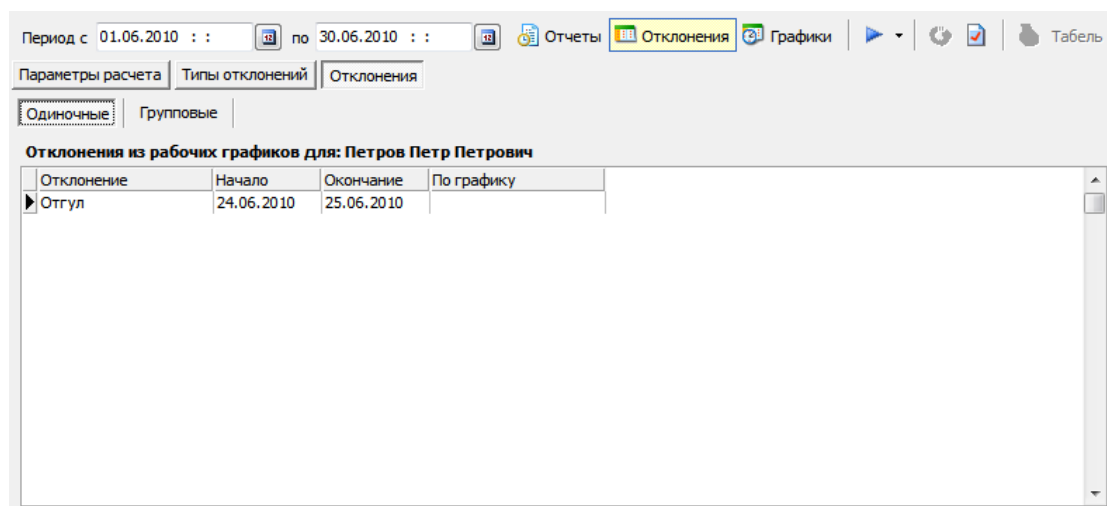 Период с 01.06.2010 : : по 30.06.2010 : : Отчеты Отклонения Графики Табель
Параметры расчета Типы отклонений Отклонения
Одиночные Групповые
Отклонения из рабочих графиков для: Петров Петр Петрович
Отклонение Начало Окончание По графику
Отгул 24.06.2010 25.06.2010